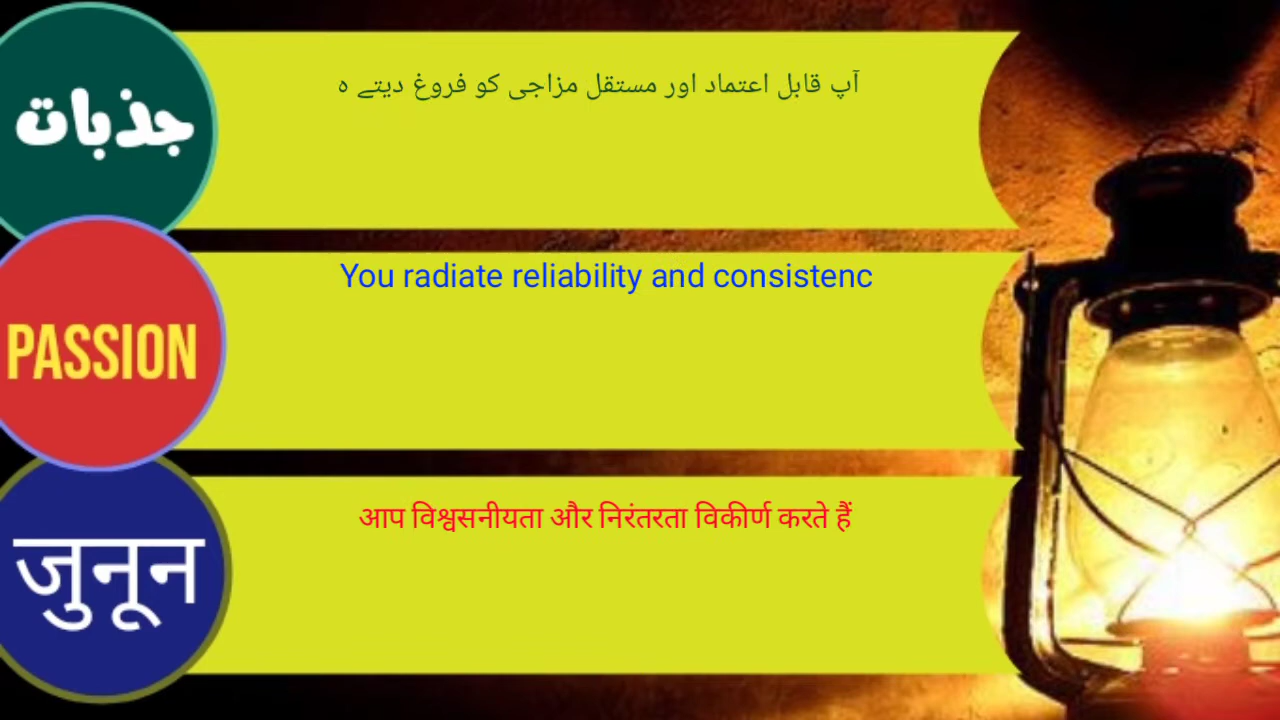 جذبات
آپ قابل اعتماد اور مستقل مزاجی کو فروغ دیتے ہ
PASSION
You radiate reliability and consistenc
जुनून
आप विश्वसनीयता और निरंतरता विकीर्ण करते हैं